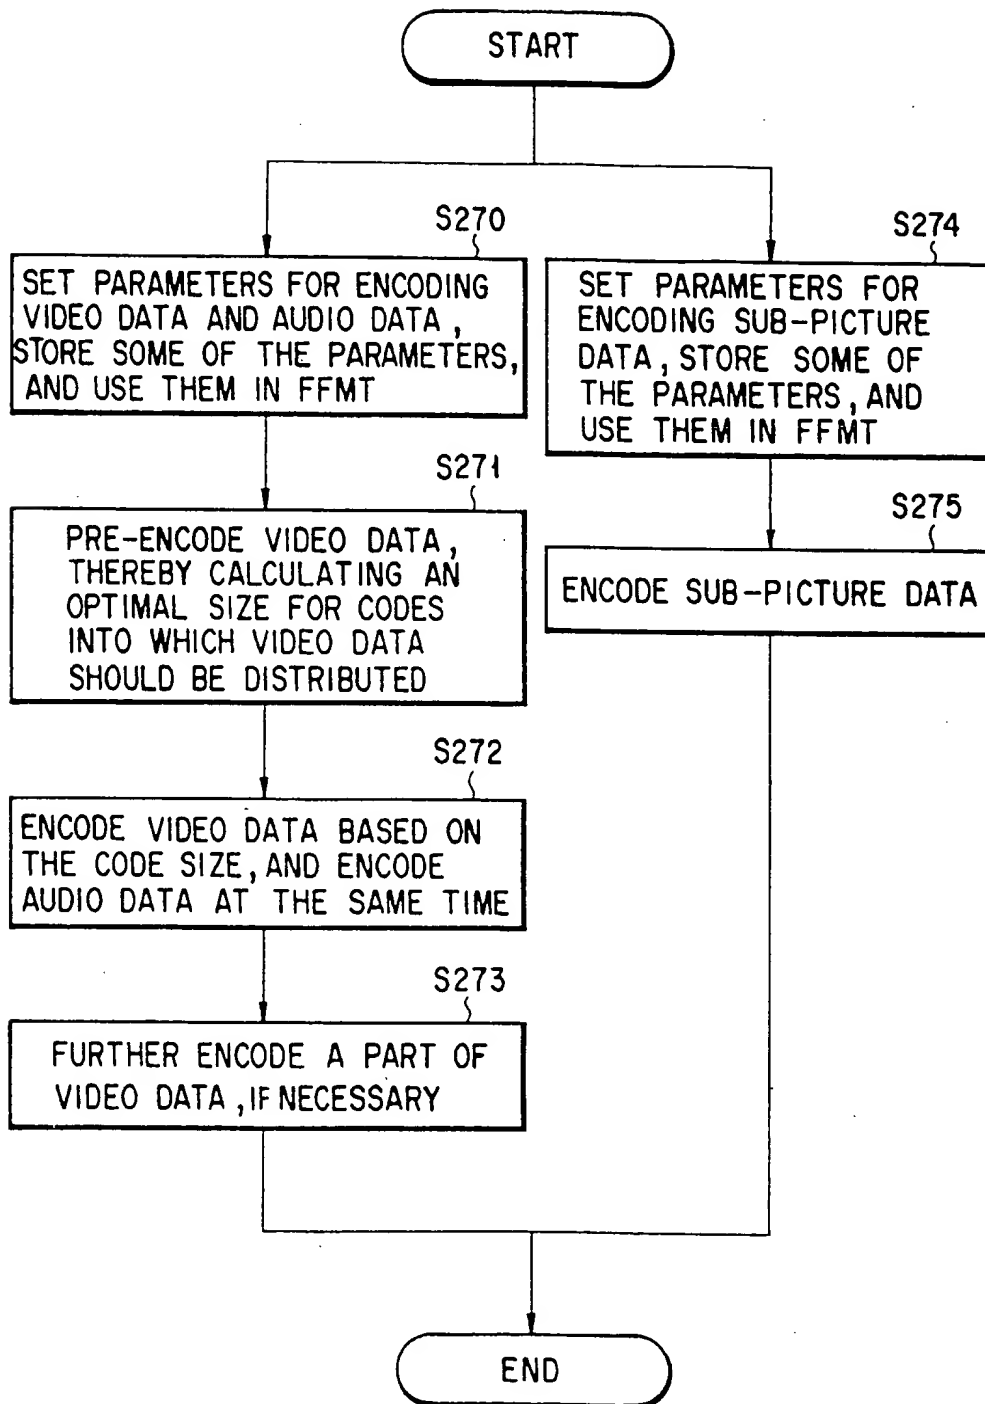 START
S270
SET PARAMETERS FOR ENCODING
VIDEO DATA AND AUDIO DATA,
STORE SOME OF THE PARAMETERS,
AND USE THEM IN FFMT
S271
PRE-ENCODE VIDEO DATA,
THEREBY CALCULATING AN
OPTIMAL SIZE FOR CODES
INTO WHICH VIDEO DATA
SHOULD BE DISTRIBUTED
S272
ENCODE VIDEO DATA BASED ON
THE CODE SIZE, AND ENCODE
AUDIO DATA AT THE SAME TIME
S273
FURTHER ENCODE A PART OF
VIDEO DATA, IF NECESSARY
S274
SET PARAMETERS FOR
ENCODING SUB-PICTURE
DATA, STORE SOME OF
THE PARAMETERS, AND
USE THEM IN FFMT
S275
ENCODE SUB-PICTURE DATA
END